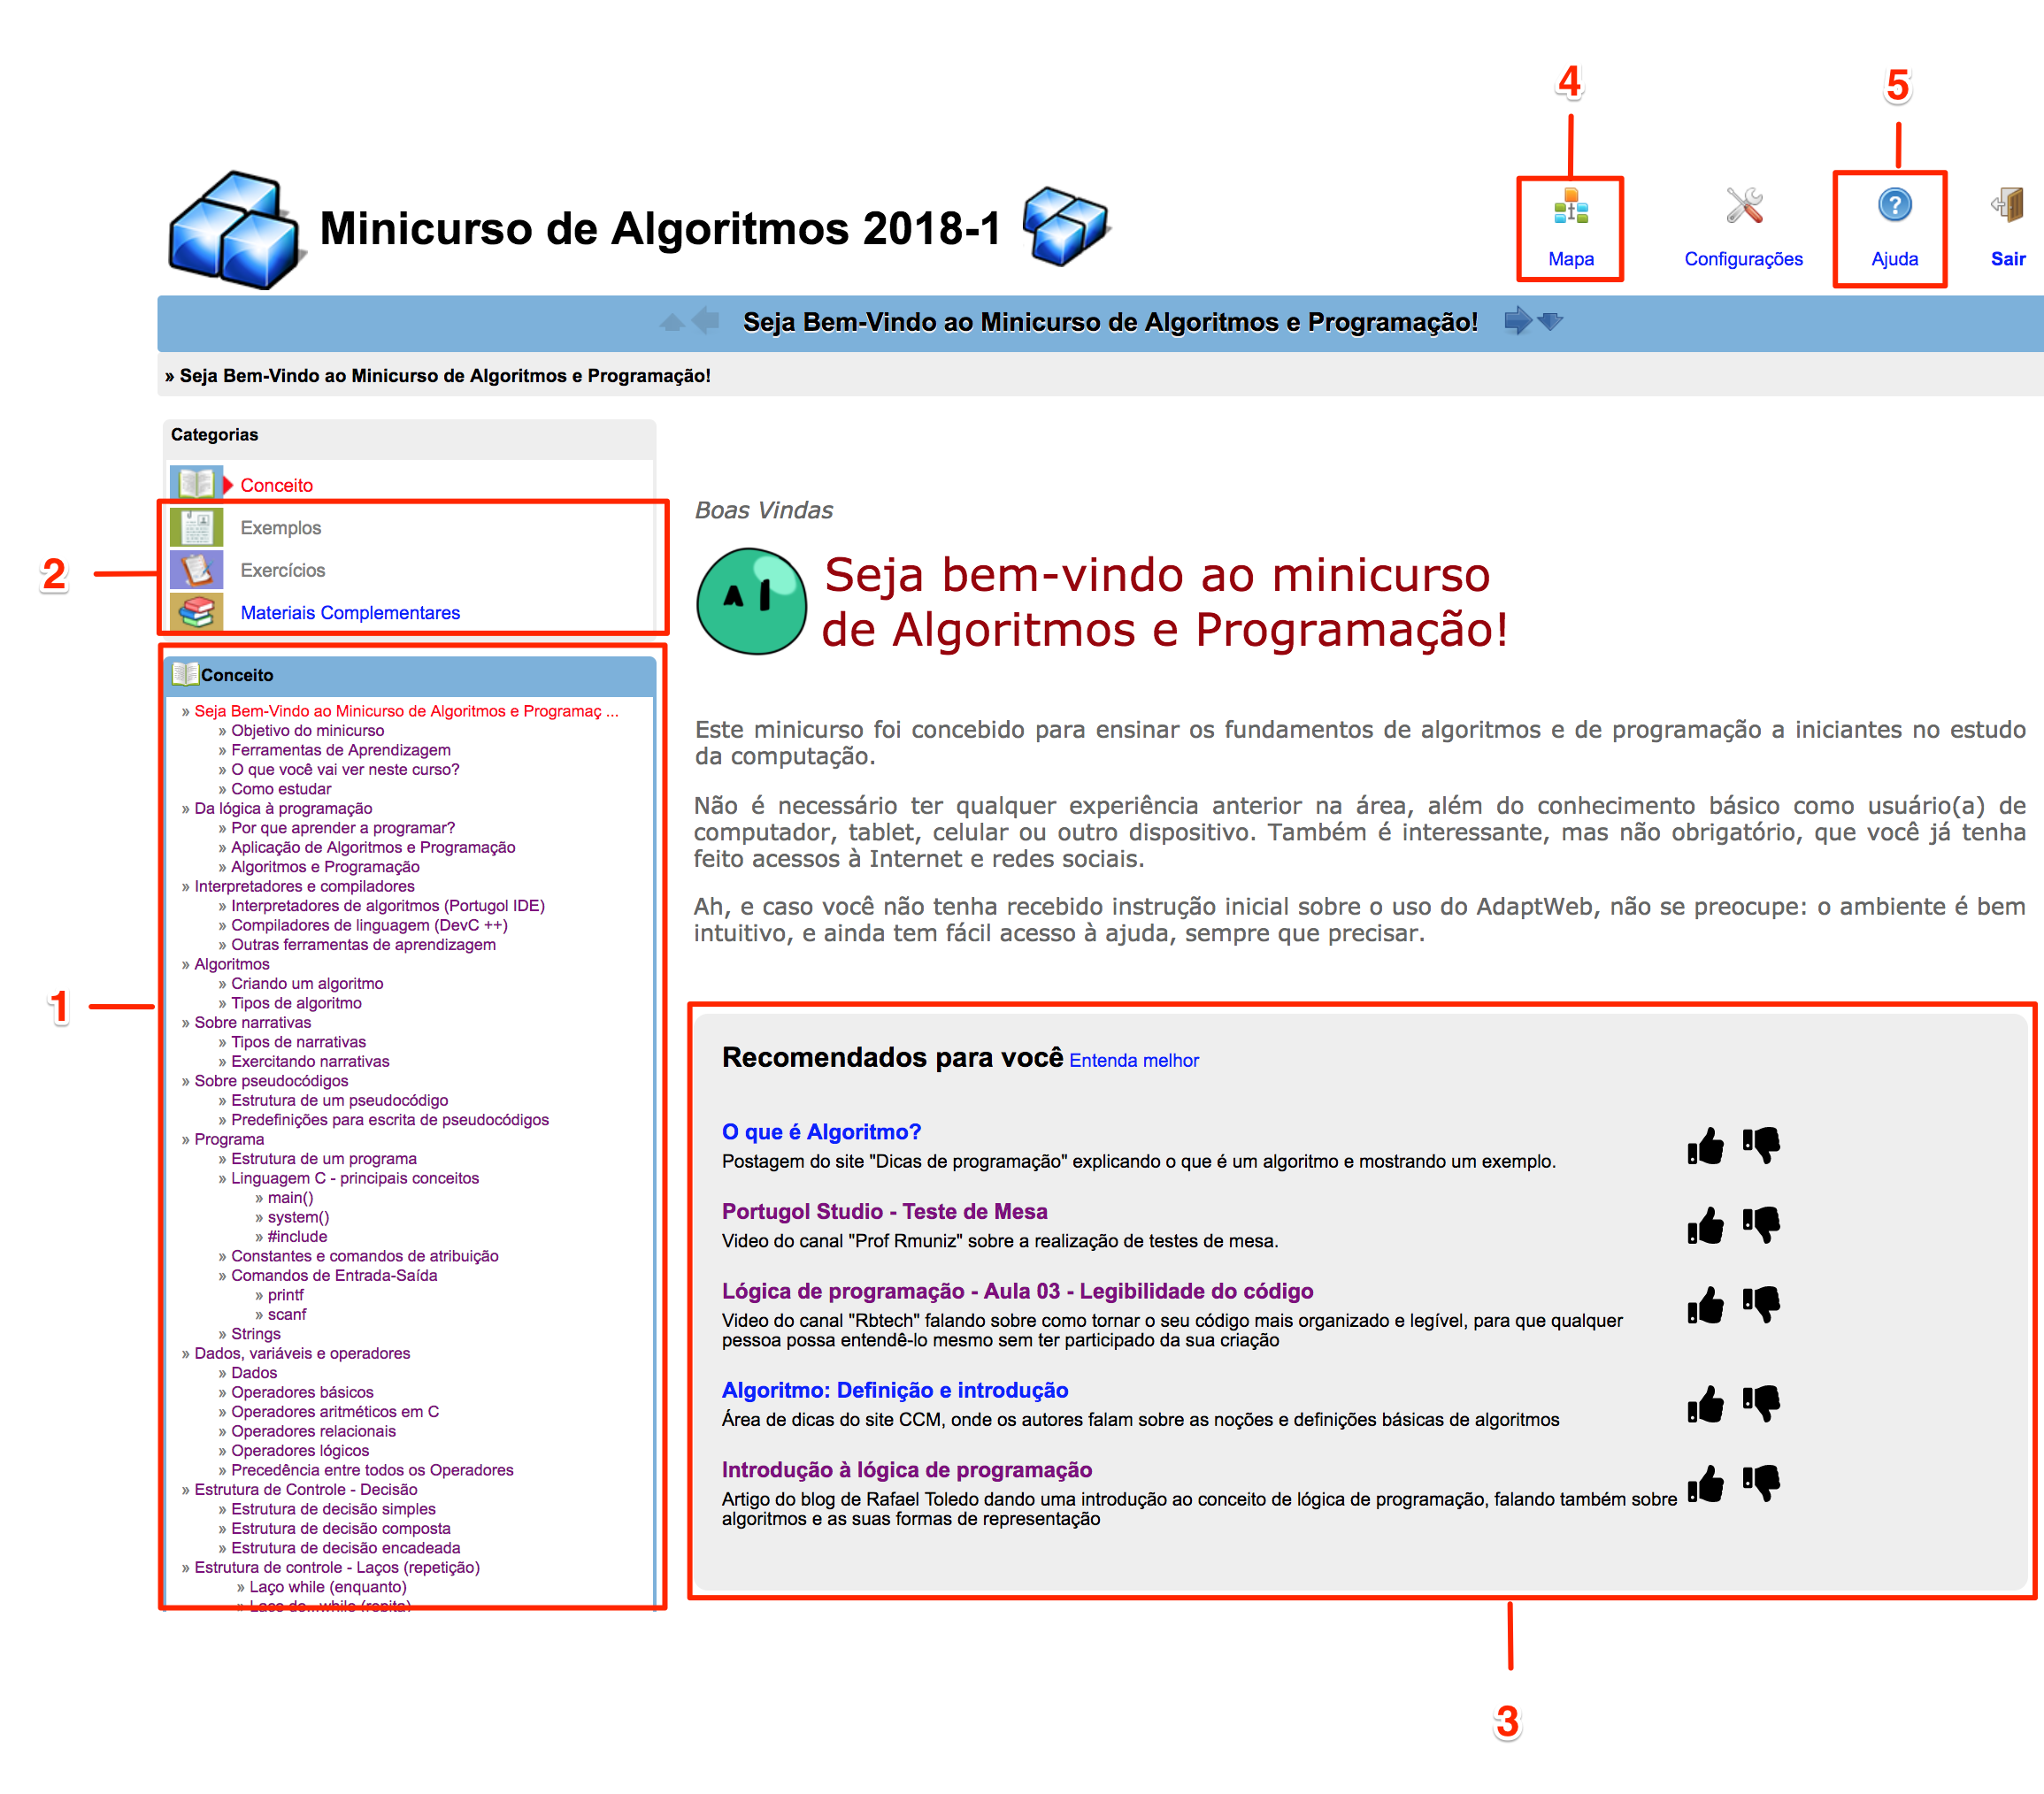 4
5
Minicurso de Algoritmos 2018-1
Mapa
Configurações
Ajuda
Sair
Seja Bem-Vindo ao Minicurso de Algoritmos e Programação!
» Seja Bem-Vindo ao Minicurso de Algoritmos e Programação!
Categorias
Conceito
Exemplos
Exercícios
Materiais Complementares
2
Conceito
» Seja Bem-Vindo ao Minicurso de Algoritmos e Programaç ...
» Objetivo do minicurso
» Ferramentas de Aprendizagem
» O que você vai ver neste curso?
» Como estudar
» Da lógica à programação
» Por que aprender a programar?
» Aplicação de Algoritmos e Programação
» Algoritmos e Programação
» Interpretadores e compiladores
» Interpretadores de algoritmos (Portugol IDE)
» Compiladores de linguagem (DevC ++)
» Outras ferramentas de aprendizagem
» Algoritmos
» Criando um algoritmo
» Tipos de algoritmo
1
» Sobre narrativas
» Tipos de narrativas
» Exercitando narrativas
» Sobre pseudocódigos
» Estrutura de um pseudocódigo
» Predefinições para escrita de pseudocódigos
» Programa
» Estrutura de um programa
» Linguagem C - principais conceitos
» main()
» system()
» #include
» Constantes e comandos de atribuição
» Comandos de Entrada-Saída
» printf
» scanf
» Strings
» Dados, variáveis e operadores
» Dados
» Operadores básicos
» Operadores aritméticos em C
» Operadores relacionais
» Operadores lógicos
» Precedência entre todos os Operadores
» Estrutura de Controle - Decisão
» Estrutura de decisão simples
» Estrutura de decisão composta
» Estrutura de decisão encadeada
» Estrutura de controle - Laços (repetição)
» Laço while (enquanto)
» Laço do...while (repita)
Boas Vindas
A I
Seja bem-vindo ao minicurso
de Algoritmos e Programação!
Este minicurso foi concebido para ensinar os fundamentos de algoritmos e de programação a iniciantes no estudo
da computação.
Não é necessário ter qualquer experiência anterior na área, além do conhecimento básico como usuário(a) de
computador, tablet, celular ou outro dispositivo. Também é interessante, mas não obrigatório, que você já tenha
feito acessos à Internet e redes sociais.
Ah, e caso você não tenha recebido instrução inicial sobre o uso do AdaptWeb, não se preocupe: o ambiente é bem
intuitivo, e ainda tem fácil acesso à ajuda, sempre que precisar.
Recomendados para você Entenda melhor
O que é Algoritmo?
Postagem do site "Dicas de programação" explicando o que é um algoritmo e mostrando um exemplo.
Portugol Studio - Teste de Mesa
Video do canal "Prof Rmuniz" sobre a realização de testes de mesa.
Lógica de programação - Aula 03 - Legibilidade do código
Video do canal "Rbtech" falando sobre como tornar o seu código mais organizado e legível, para que qualquer
pessoa possa entendê-lo mesmo sem ter participado da sua criação
Algoritmo: Definição e introdução
Área de dicas do site CCM, onde os autores falam sobre as noções e definições básicas de algoritmos
Introdução à lógica de programação
Artigo do blog de Rafael Toledo dando uma introdução ao conceito de lógica de programação, falando também sobre
algoritmos e as suas formas de representação
3